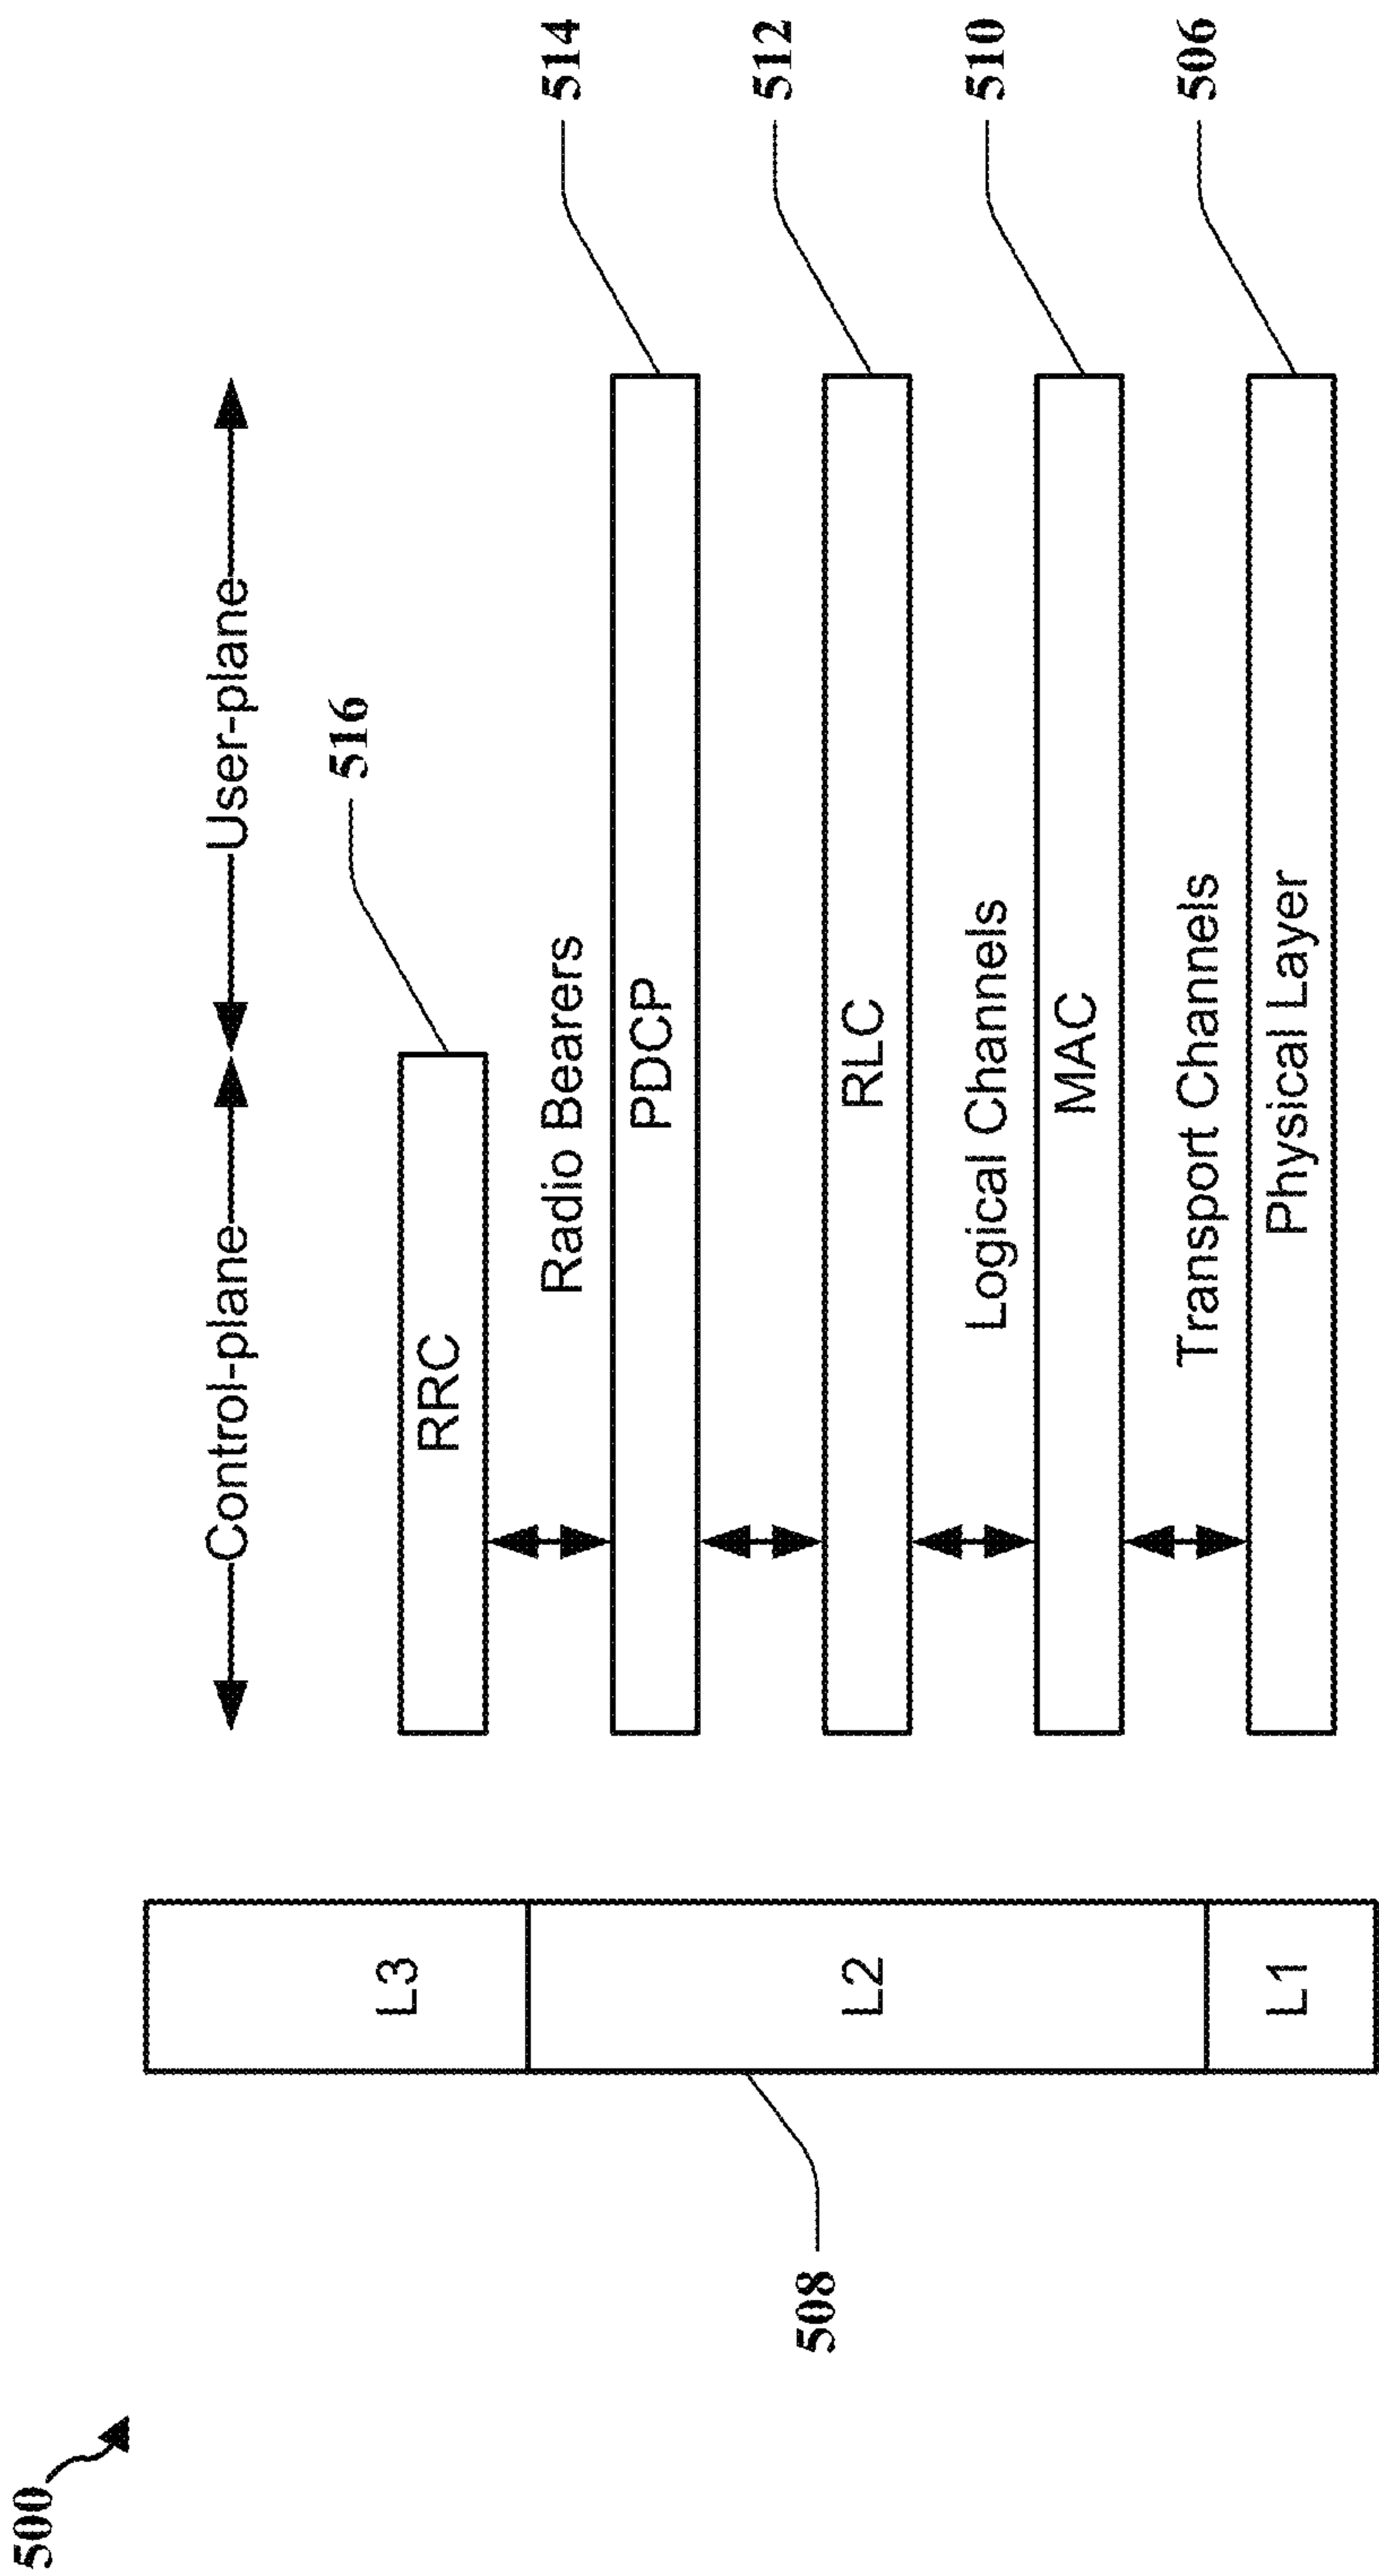 500
Control-plane
User-plane
516
L3
RRC
514
Radio Bearers
PDCP
512
508
L2
RLC
510
Logical Channels
MAC
506
Transport Channels
L1
Physical Layer